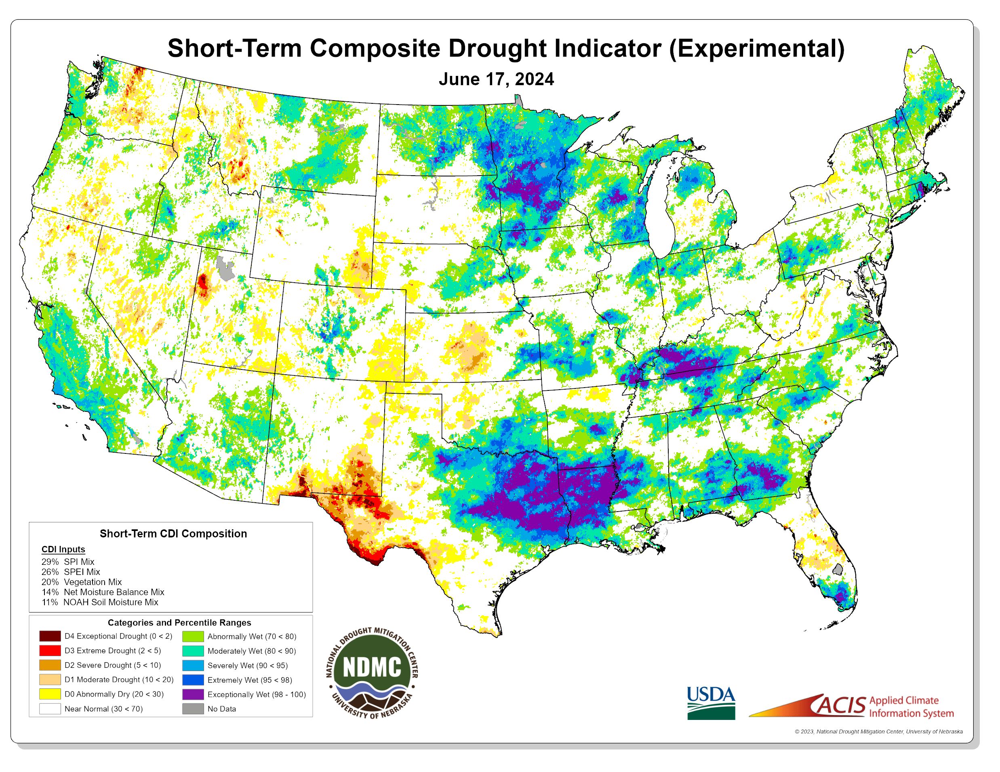 Short-Term Composite Drought Indicator (Experimental)
June 17, 2024
Short-Term CDI Composition
CDI Inputs
29% SPI Mix
26% SPEI Mix
20% Vegetation Mix
14% Net Moisture Balance Mix
11% NOAH Soil Moisture Mix
Categories and Percentile Ranges
D4 Exceptional Drought (0 < 2)
D3 Extreme Drought (2 < 5)
D2 Severe Drought (5 < 10)
D1 Moderate Drought (10 < 20)
D0 Abnormally Dry (20 < 30)
Near Normal (30 < 70)
Abnormally Wet (70 < 80)
Moderately Wet (80 < 90)
Severely Wet (90 < 95)
Extremely Wet (95 < 98)
Exceptionally Wet (98 - 100)
No Data
NATIONAL DROUGHT MITIGATION CENTER
NDMC
UNIVERSITY OF NEBRASKA
USDA
ACIS
Applied Climate
Information System
© 2023, National Drought Mitigation Center, University of Nebraska